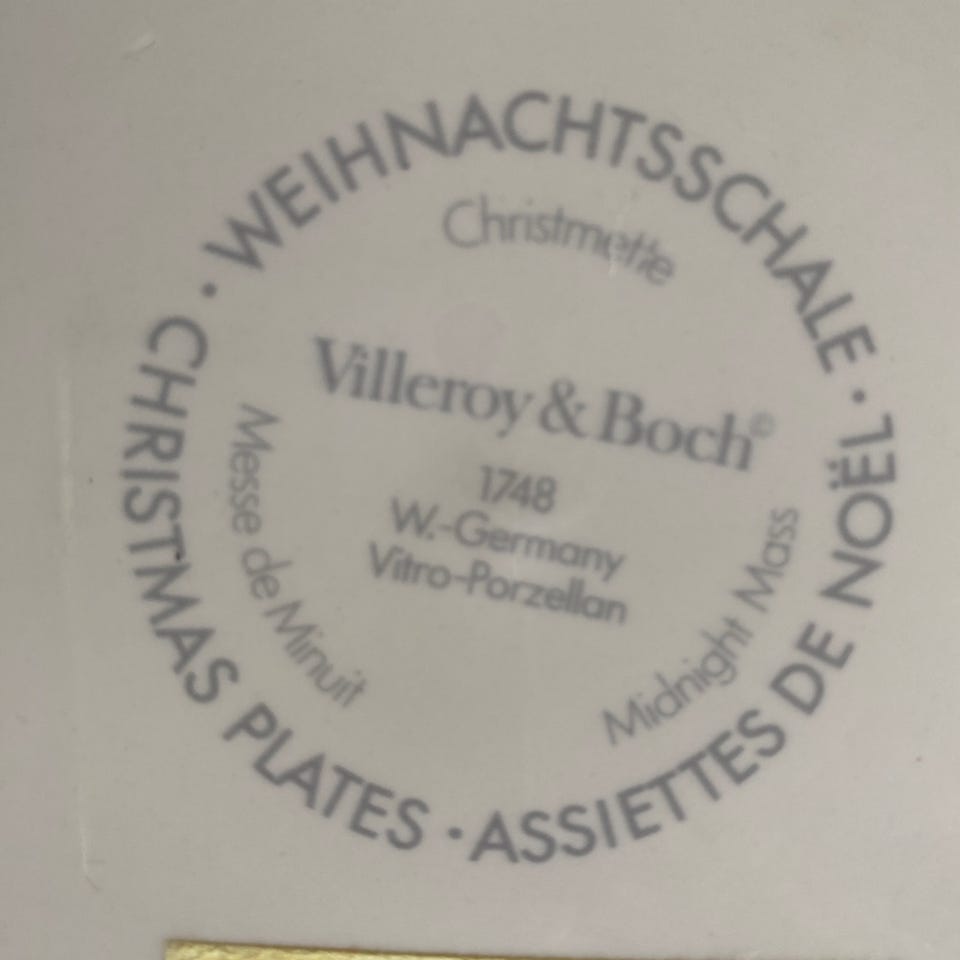 WEIHNACHTSSCHALE · ASSIETTES DE NOËL · CHRISTMAS PLATES ·
Christmette
Villeroy & Boch©
1748
W.-Germany
Vitro-Porzellan
Messe de Minuit
Midnight Mass